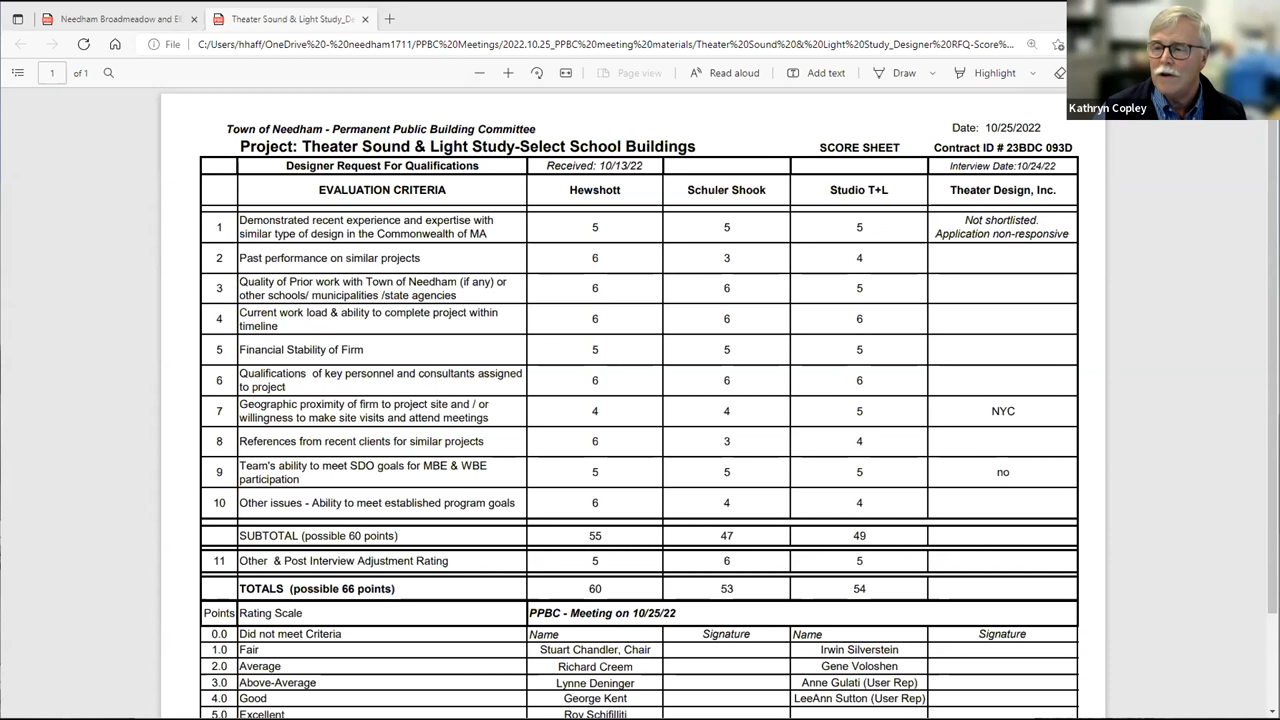 Needham Broadmeadow and El
Theater Sound & Light Study_De
File
C:/Users/hhaff/OneDrive%20-%20needham1711/PPBC%20Meetings/2022.10.25_PPBC%20meeting%20materials/Theater%20Sound%20&%20Light%20Study_Designer%20RFQ-Score%...
1 of 1
Page view
Read aloud
Add text
Draw
Highlight
Kathryn Copley
Town of Needham - Permanent Public Building Committee
Date: 10/25/2022
Project: Theater Sound & Light Study-Select School Buildings SCORE SHEET Contract ID # 23BDC 093D
Designer Request For Qualifications Received: 10/13/22 Interview Date:10/24/22
EVALUATION CRITERIA Hewshott Schuler Shook Studio T+L Theater Design, Inc.
1 Demonstrated recent experience and expertise with similar type of design in the Commonwealth of MA 5 5 5 Not shortlisted. Application non-responsive
2 Past performance on similar projects 6 3 4
3 Quality of Prior work with Town of Needham (if any) or other schools/ municipalities /state agencies 6 6 5
4 Current work load & ability to complete project within timeline 6 6 6
5 Financial Stability of Firm 5 5 5
6 Qualifications of key personnel and consultants assigned to project 6 6 6
7 Geographic proximity of firm to project site and / or willingness to make site visits and attend meetings 4 4 5 NYC
8 References from recent clients for similar projects 6 3 4
9 Team's ability to meet SDO goals for MBE & WBE participation 5 5 5 no
10 Other issues - Ability to meet established program goals 6 4 4
SUBTOTAL (possible 60 points) 55 47 49
11 Other & Post Interview Adjustment Rating 5 6 5
TOTALS (possible 66 points) 60 53 54
Points Rating Scale PPBC - Meeting on 10/25/22
0.0 Did not meet Criteria Name Signature Name Signature
1.0 Fair Stuart Chandler, Chair Irwin Silverstein
2.0 Average Richard Creem Gene Voloshen
3.0 Above-Average Lynne Deninger Anne Gulati (User Rep)
4.0 Good George Kent LeeAnn Sutton (User Rep)
5.0 Excellent Roy Schifilliti